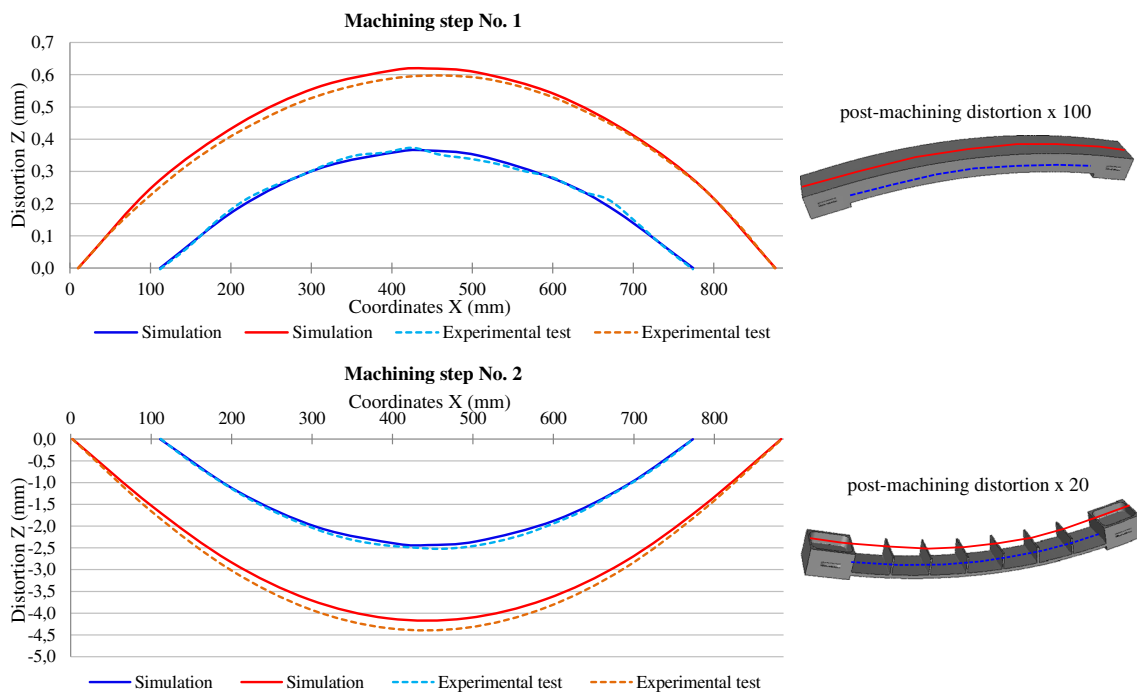 Machining step No. 1
0,7
0,6
0,5
0,4
0,3
0,2
0,1
0,0
Distortion Z (mm)
0 100 200 300 400 500 600 700 800
Coordinates X (mm)
Simulation Simulation Experimental test Experimental test
post-machining distortion x 100
Machining step No. 2
Coordinates X (mm)
0 100 200 300 400 500 600 700 800
0,0
-0,5
-1,0
-1,5
-2,0
-2,5
-3,0
-3,5
-4,0
-4,5
-5,0
Distortion Z (mm)
Simulation Simulation Experimental test Experimental test
post-machining distortion x 20